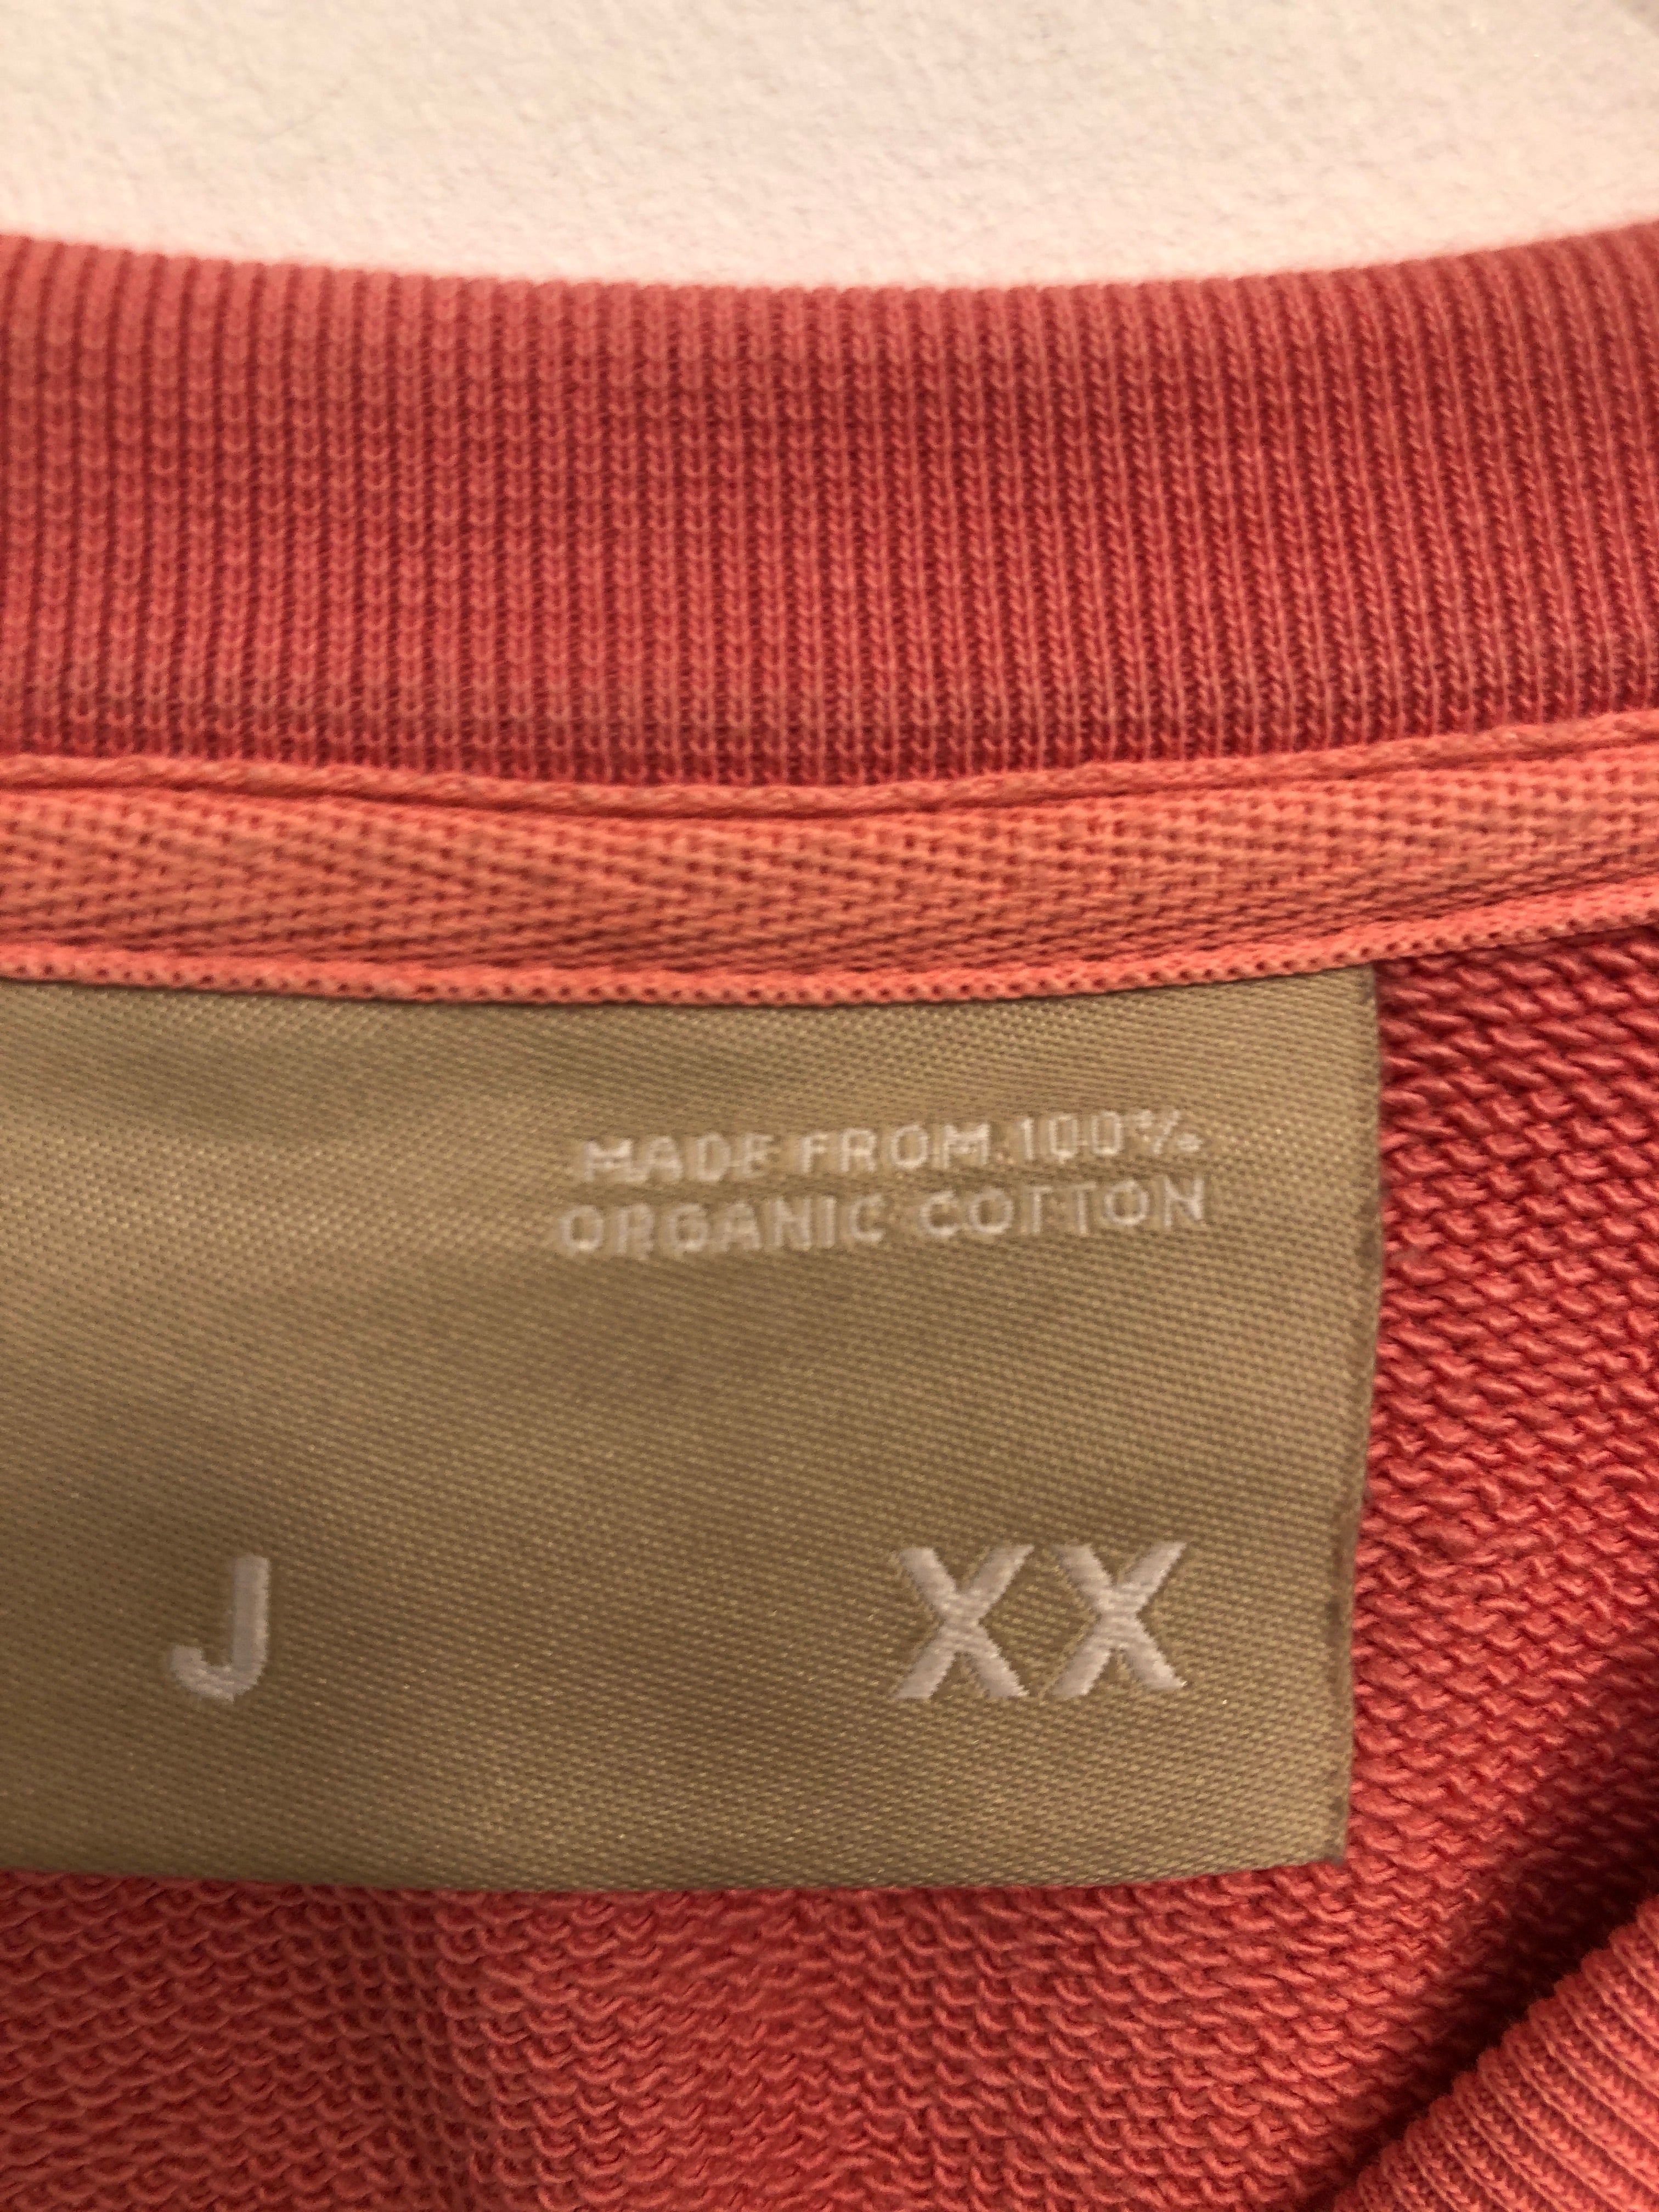 MADE FROM 100%
ORGANIC COTTON
J XX